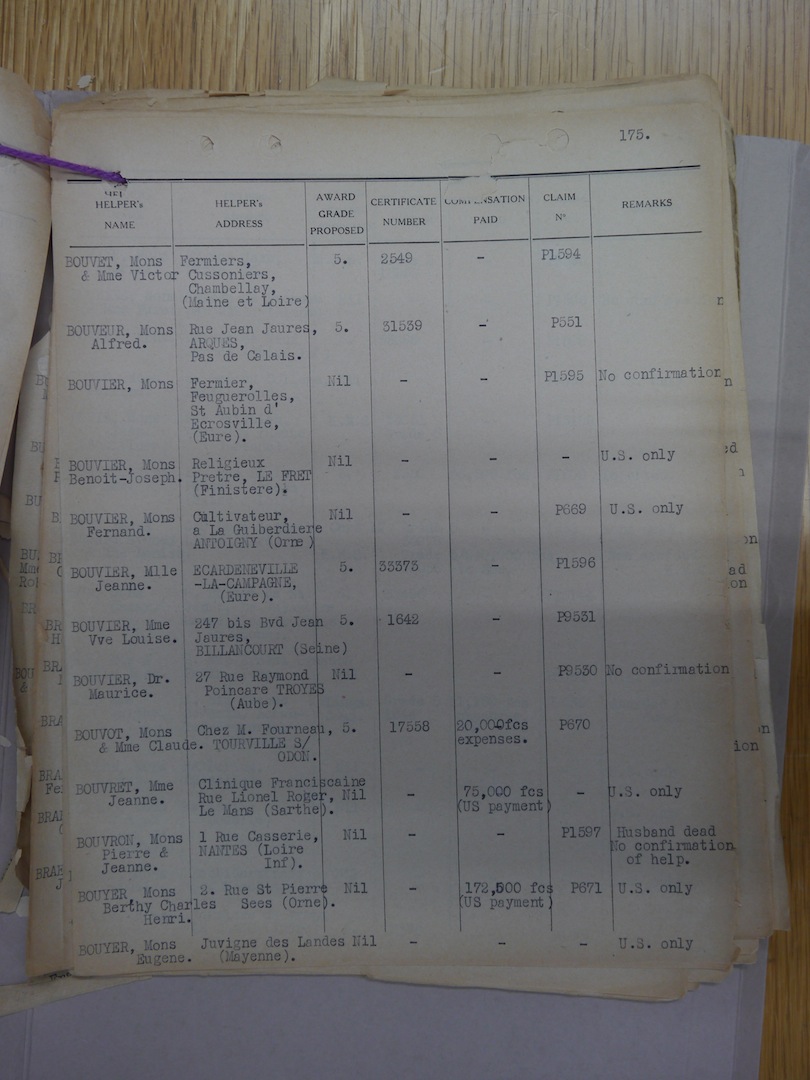 175.
HELPER's NAME | HELPER's ADDRESS | AWARD GRADE PROPOSED | CERTIFICATE NUMBER | PAID | CLAIM N° | REMARKS
BOUVET, Mons Fermiers, 5. 2549 - P1594
& Mme Victor Cussoniers,
Chambellay,
(Maine et Loire)
BOUVEUR, Mons Rue Jean Jaures, 5. 31539 - P551
Alfred. ARQUES,
Pas de Calais.
BOUVIER, Mons Fermier, Nil - - P1595 No confirmation
Feuguerolles,
St Aubin d'
Ecrosville,
(Eure).
BOUVIER, Mons Religieux Nil - - - U.S. only
Benoit-Joseph. Pretre, LE FRET
(Finistere).
BOUVIER, Mons Cultivateur, Nil - - P669 U.S. only
Fernand. a La Guiberdiere
ANTOIGNY (Orne)
BOUVIER, Mlle ECARDENEVILLE 5. 33373 - P1596
Jeanne. -LA-CAMPAGNE,
(Eure).
BOUVIER, Mme 247 bis Bvd Jean 5. 1642 - P9531
Vve Louise. Jaures,
BILLANCOURT (Seine)
BOUVIER, Dr. 27 Rue Raymond Nil - - P9530 No confirmation
Maurice. Poincare TROYES
(Aube).
BOUVOT, Mons Chez M. Fourneau, 5. 17558 20,000fcs P670
& Mme Claude. TOURVILLE S/ expenses.
ODON.
BOUVRET, Mme Clinique Franciscaine
Jeanne. Rue Lionel Roger, Nil - 75,000 fcs - U.S. only
Le Mans (Sarthe). (US payment)
BOUVRON, Mons 1 Rue Casserie, Nil - - P1597 Husband dead
Pierre & NANTES (Loire No confirmation
Jeanne. Inf). of help.
BOUYER, Mons 2. Rue St Pierre Nil - 172,500 fcs P671 U.S. only
Berthy Charles Sees (Orne). (US payment)
Henri.
BOUYER, Mons Juvigne des Landes Nil - - - U.S. only
Eugene. (Mayenne).